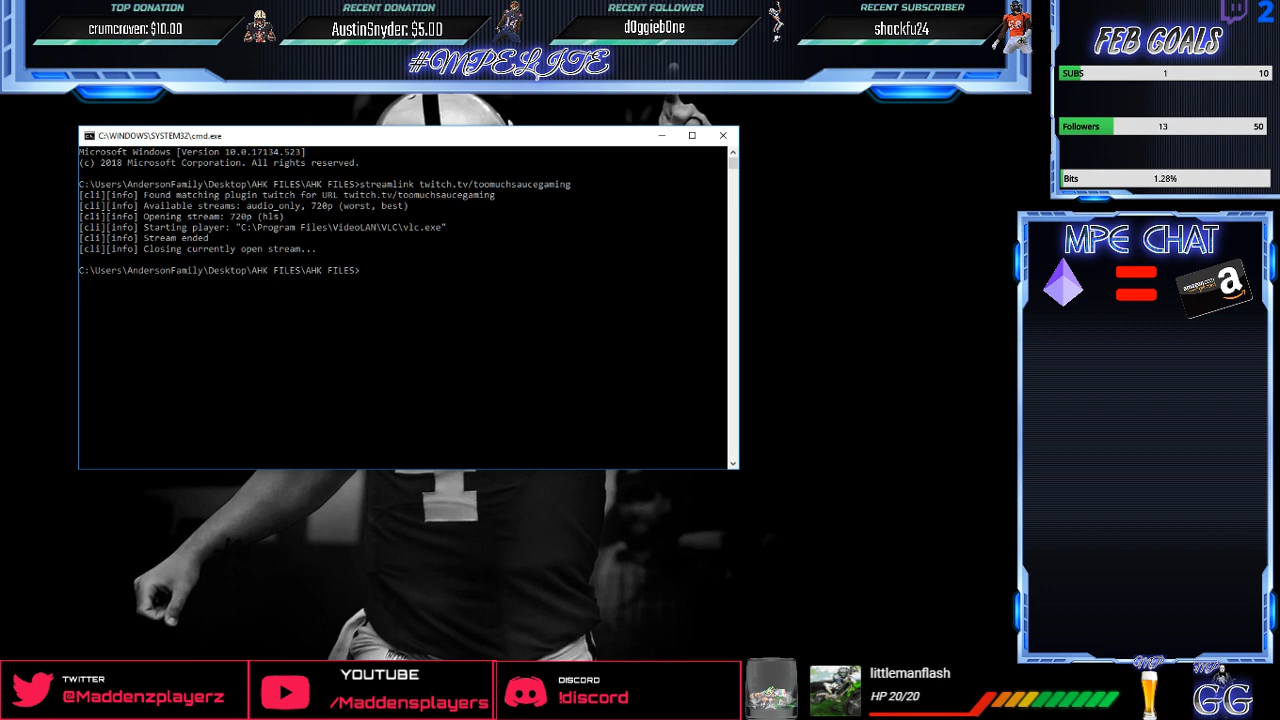 TOP DONATION
crumcraven: $10.00
RECENT DONATION
AustinSnyder: $5.00
RECENT FOLLOWER
d0ggieb0ne
RECENT SUBSCRIBER
shockfu24
#MPELITE
2
FEB GOALS
SUBS 1 10
Followers 13 50
Bits 1.28%
C:\WINDOWS\SYSTEM32\cmd.exe
Microsoft Windows [Version 10.0.17134.523]
(c) 2018 Microsoft Corporation. All rights reserved.
C:\Users\AndersonFamily\Desktop\AHK FILES\AHK FILES>streamlink twitch.tv/toomuchsaucegaming
[cli][info] Found matching plugin twitch for URL twitch.tv/toomuchsaucegaming
[cli][info] Available streams: audio_only, 720p (worst, best)
[cli][info] Opening stream: 720p (hls)
[cli][info] Starting player: "C:\Program Files\VideoLAN\VLC\vlc.exe"
[cli][info] Stream ended
[cli][info] Closing currently open stream...
C:\Users\AndersonFamily\Desktop\AHK FILES\AHK FILES>
MPE CHAT
=
amazon
a
TWITTER
@Maddenzplayerz
YOUTUBE
/Maddensplayers
DISCORD
!discord
littlemanflash
HP 20/20
GG